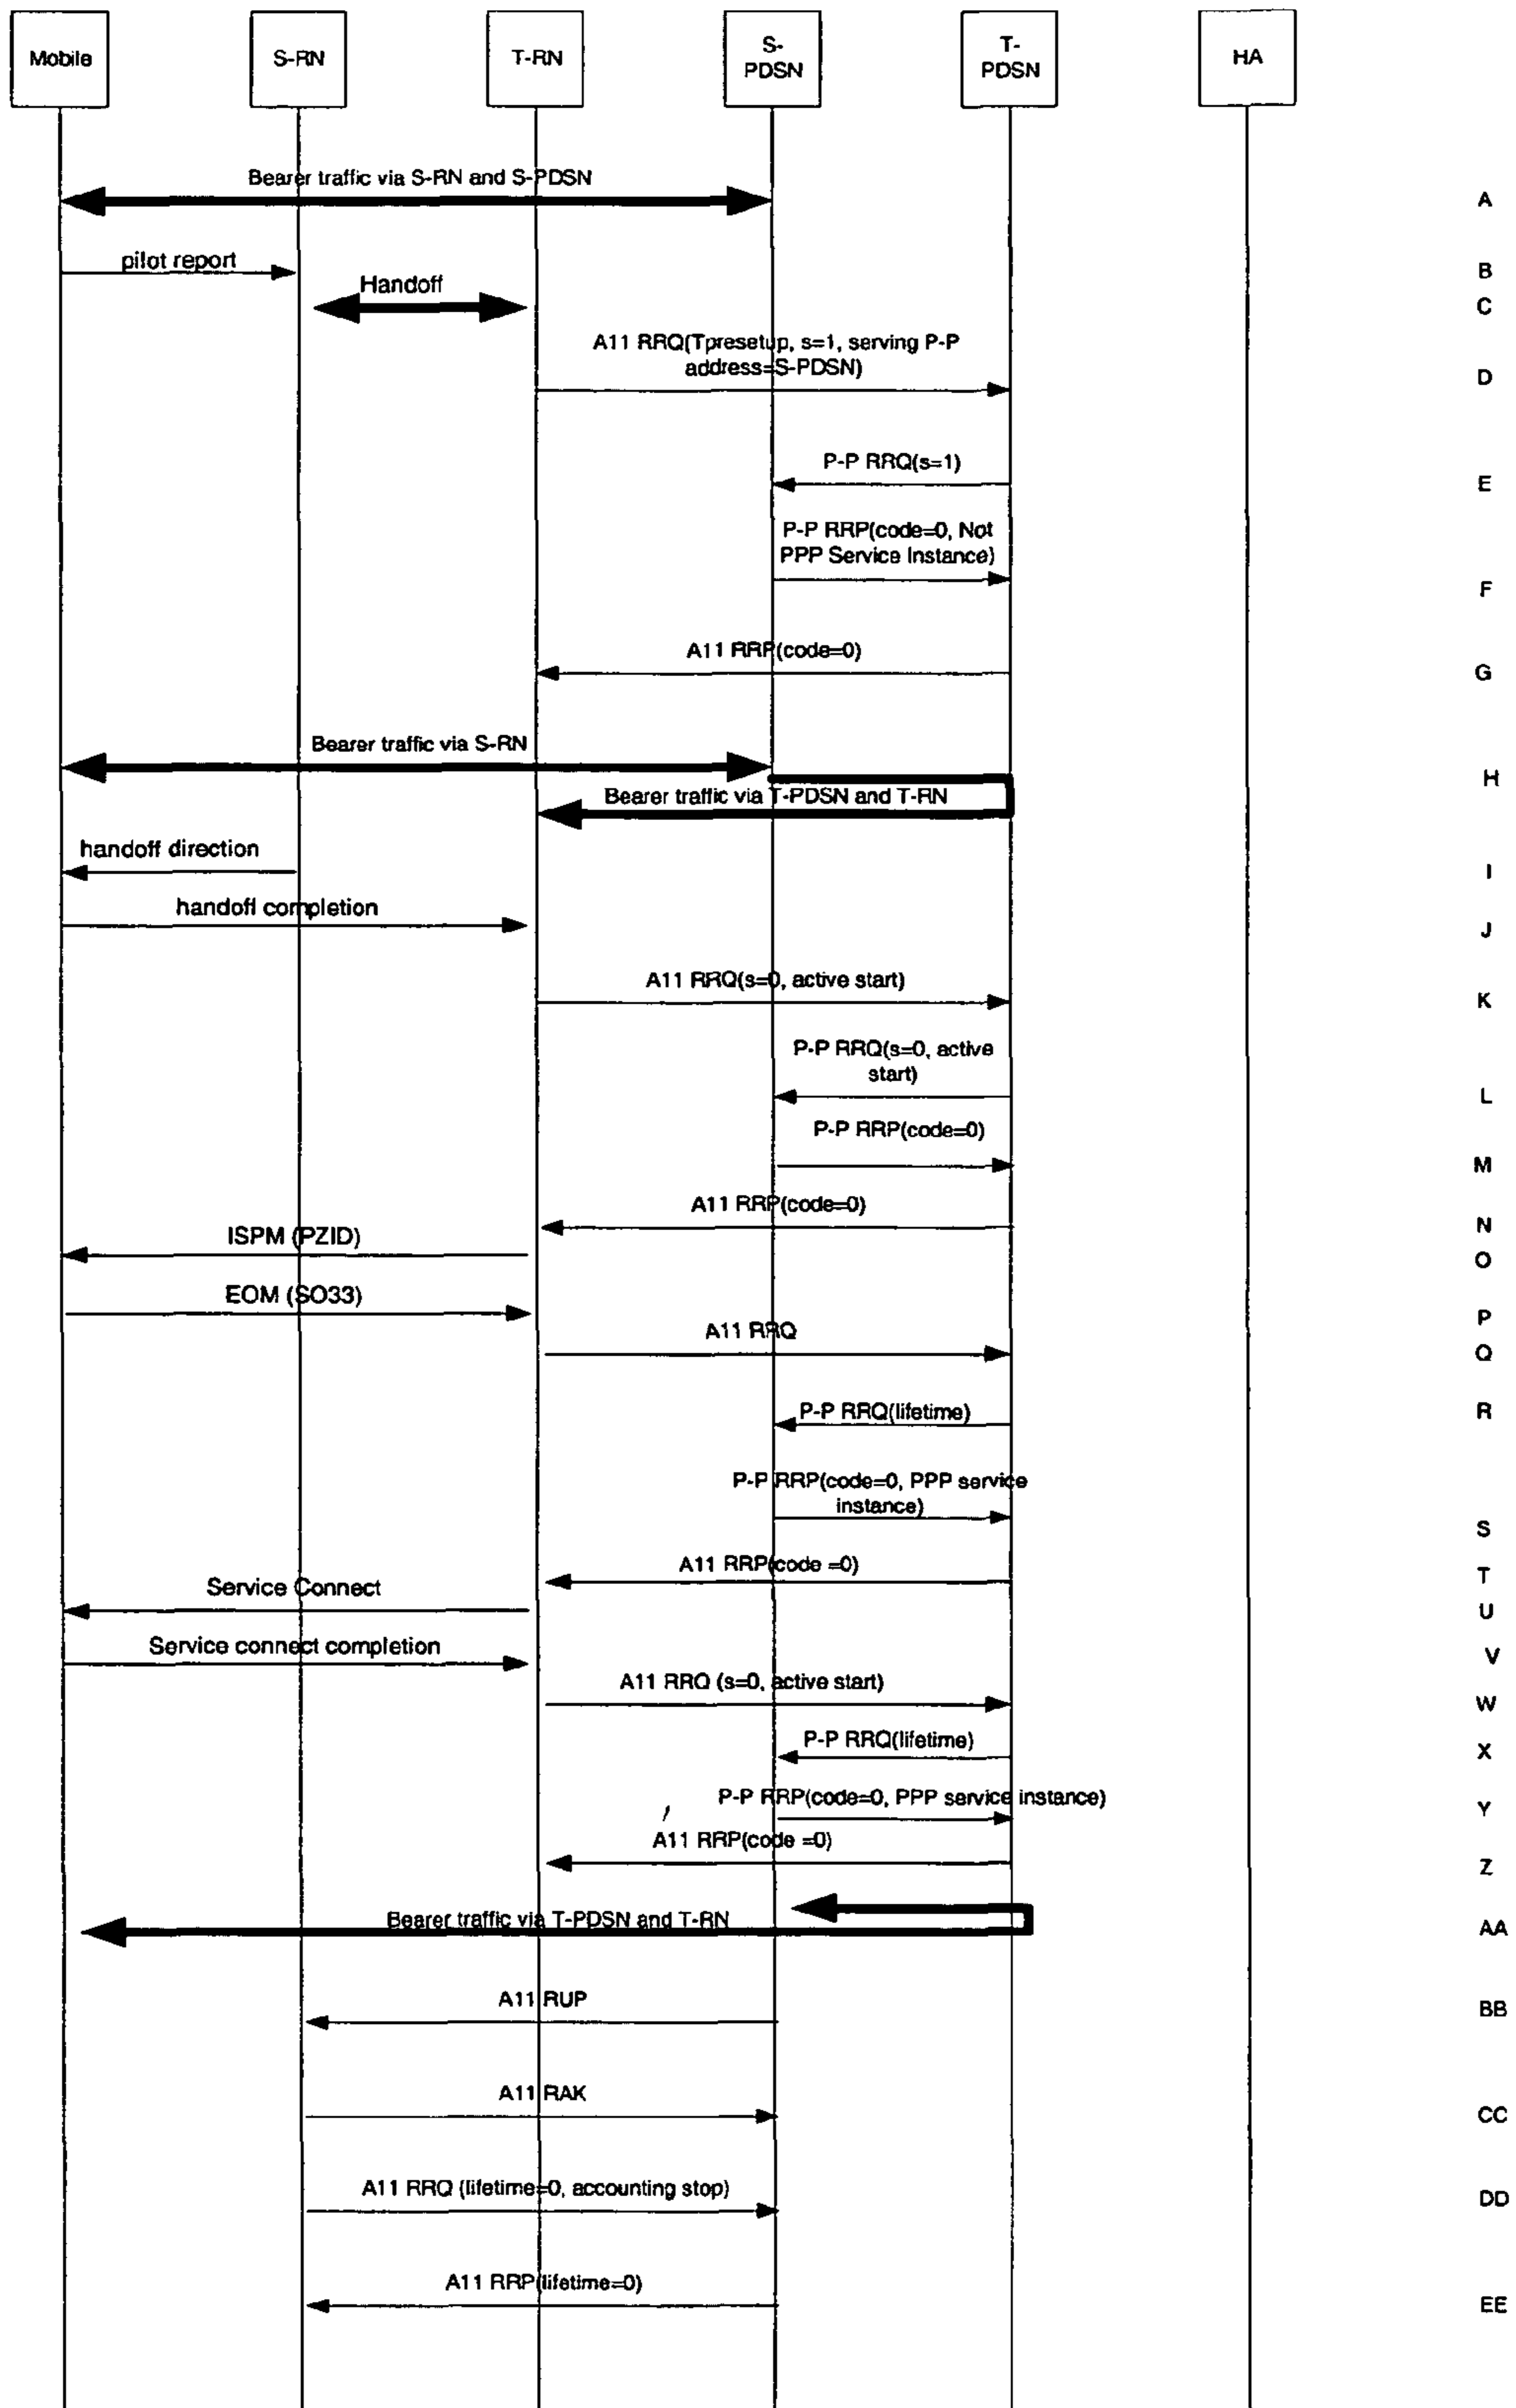 Mobile
S-RN
T-RN
S-
PDSN
T-
PDSN
HA
Bearer traffic via S-RN and S-PDSN
A
pilot report
B
Handoff
C
A11 RRQ(Tpresetup, s=1, serving P-P
address=S-PDSN)
D
P-P RRQ(s=1)
E
P-P RRP(code=0, Not
PPP Service Instance)
F
A11 RRP(code=0)
G
Bearer traffic via S-RN
H
Bearer traffic via T-PDSN and T-RN
handoff direction
I
handoff completion
J
A11 RRQ(s=0, active start)
K
P-P RRQ(s=0, active
start)
L
P-P RRP(code=0)
M
A11 RRP(code=0)
N
ISPM (PZID)
O
EOM (SO33)
P
A11 RRQ
Q
P-P RRQ(lifetime)
R
P-P RRP(code=0, PPP service
instance)
S
A11 RRP(code =0)
T
Service Connect
U
Service connect completion
V
A11 RRQ (s=0, active start)
W
P-P RRQ(lifetime)
X
P-P RRP(code=0, PPP service instance)
Y
A11 RRP(code =0)
Z
Bearer traffic via T-PDSN and T-RN
AA
A11 RUP
BB
A11 RAK
CC
A11 RRQ (lifetime=0, accounting stop)
DD
A11 RRP(lifetime=0)
EE